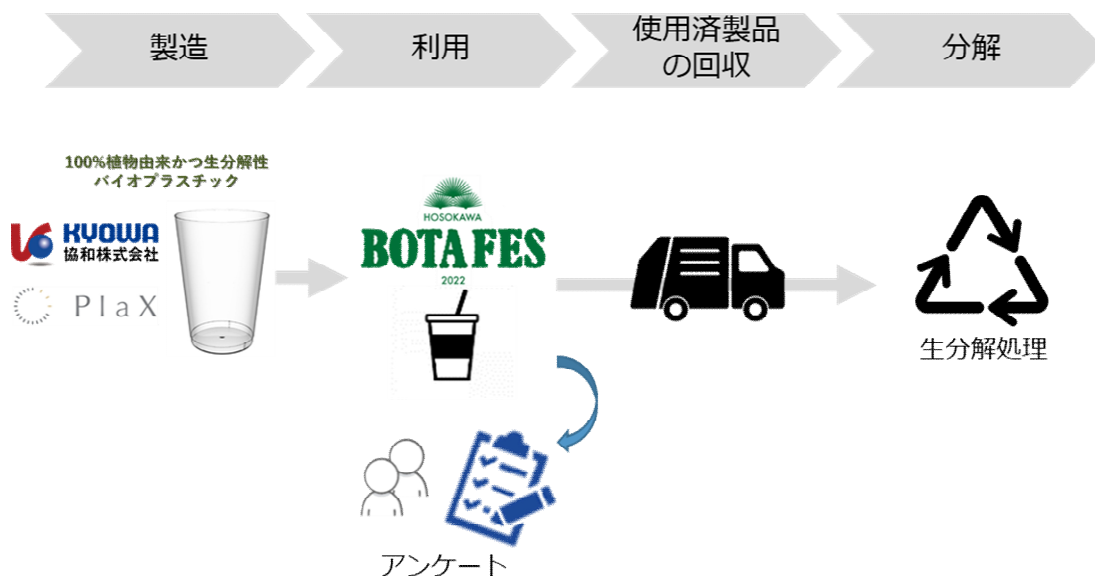 製造
利用
使用済製品
の回収
分解
100%植物由来かつ生分解性
バイオプラスチック
KYOWA
協和株式会社
PlaX
HOSOKAWA
BOTA FES
2022
生分解処理
アンケート